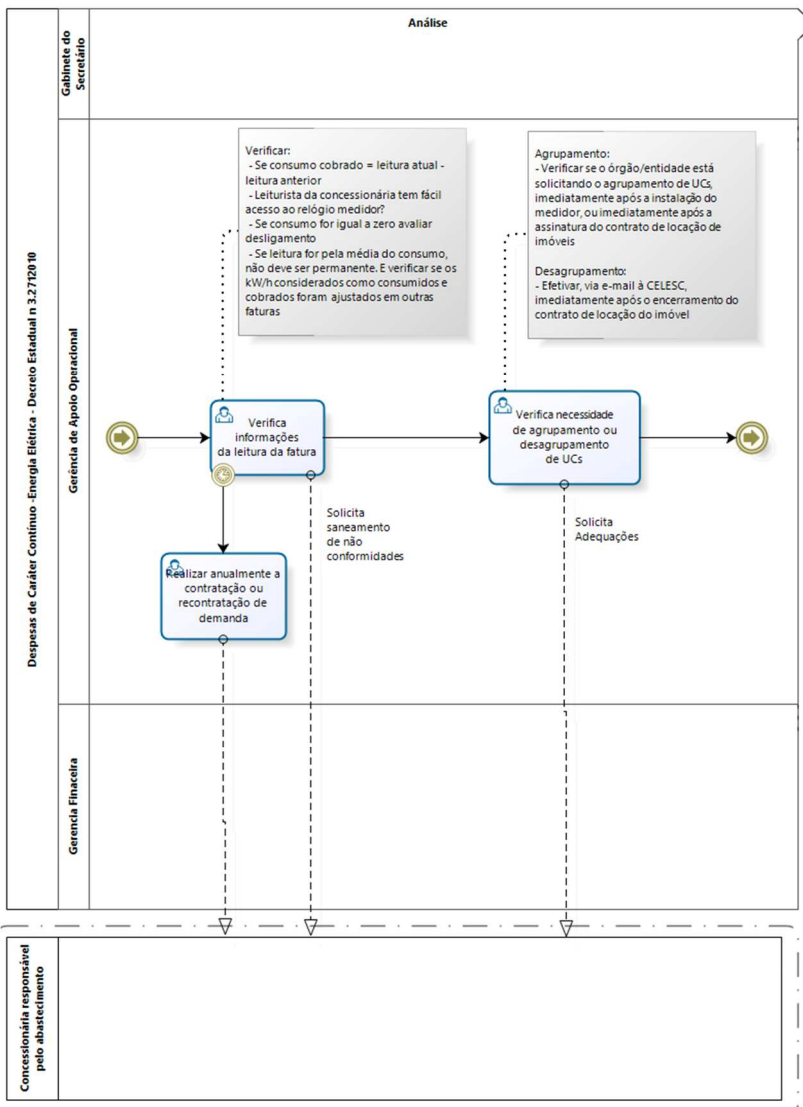 Análise
Despesas de Caráter Contínuo -Energia Elétrica - Decreto Estadual n 3.2712010
Gabinete do
Secretário
Gerência de Apolo Operacional
Verificar:
- Se consumo cobrado = leitura atual -
leitura anterior
- Leiturista da concessionária tem fácil
acesso ao relógio medidor?
- Se consumo for igual a zero avaliar
desligamento
- Se leitura for pela média do consumo,
não deve ser permanente. E verificar se os
kW/h considerados como consumidos e
cobrados foram ajustados em outras
faturas
Agrupamento:
- Verificar se o órgão/entidade está
solicitando o agrupamento de UCs,
imediatamente após a instalação do
medidor, ou imediatamente após a
assinatura do contrato de locação de
imóveis
Desagrupamento:
- Efetivar, via e-mail à CELESC,
imediatamente após o encerramento do
contrato de locação do imóvel
Verifica
informações
da leitura da fatura
Verifica necessidade
de agrupamento ou
desagrupamento
de UCs
Solicita
saneamento
de não
conformidades
Solicita
Adequações
Realizar anualmente a
contratação ou
recontratação de
demanda
Gerencia Finaceira
Concessionária responsável
pelo abastecimento